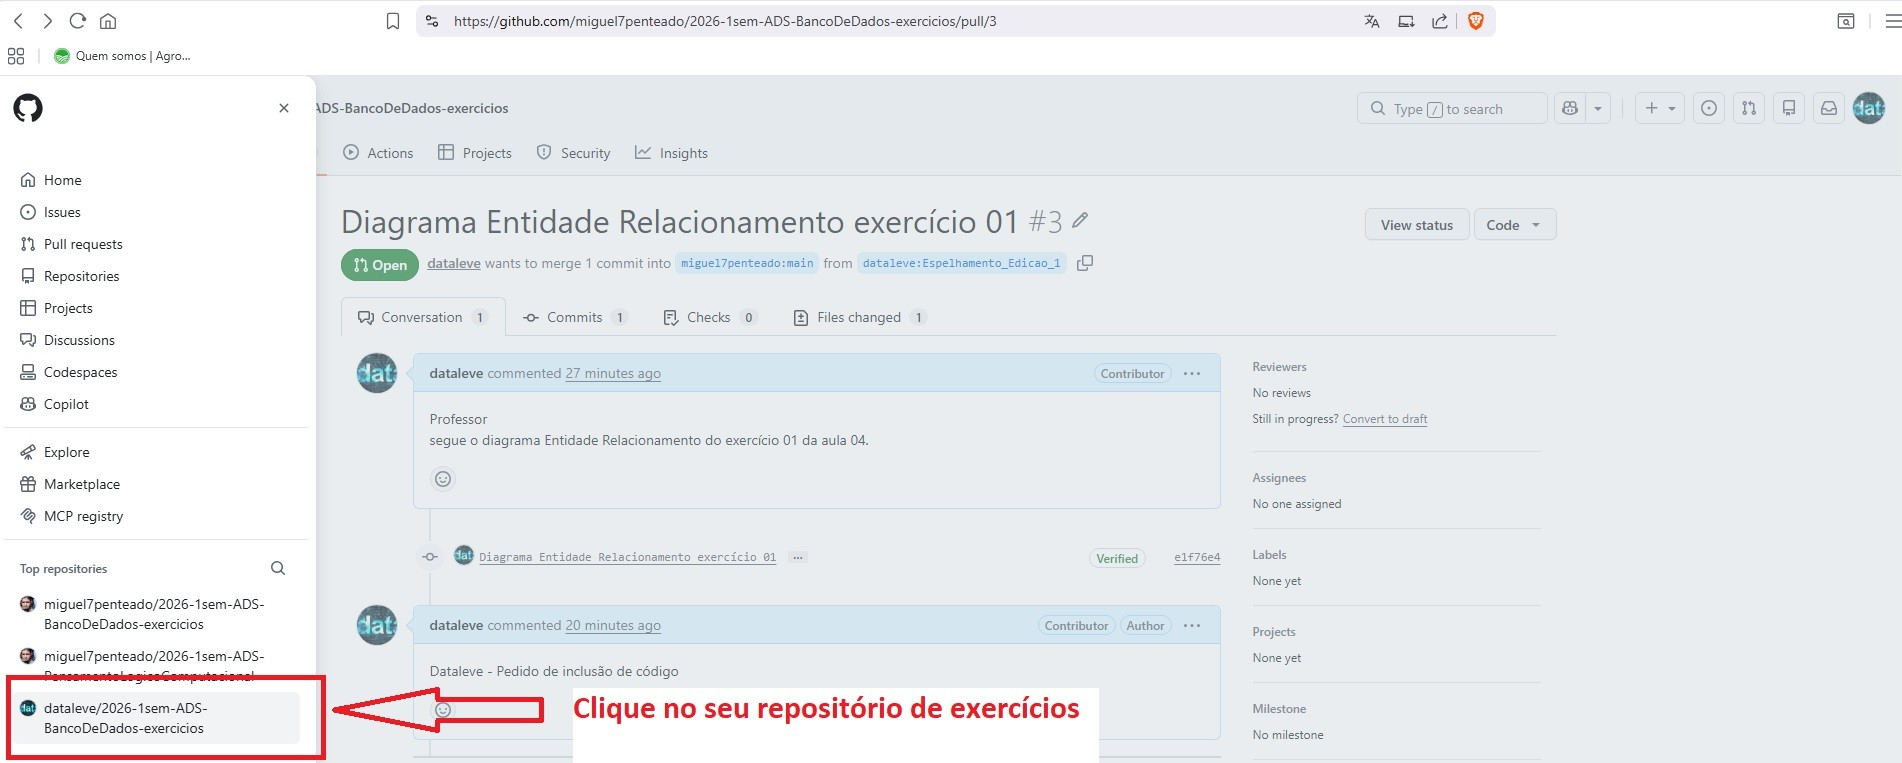 https://github.com/miguel7penteado/2026-1sem-ADS-BancoDeDados-exercicios/pull/3
Quem somos | Agro...
ADS-BancoDeDados-exercicios
Type / to search
dat
Actions
Projects
Security
Insights
Home
Issues
Pull requests
Repositories
Projects
Discussions
Codespaces
Copilot
Explore
Marketplace
MCP registry
Top repositories
miguel7penteado/2026-1sem-ADS-
BancoDeDados-exercicios
miguel7penteado/2026-1sem-ADS-
PensamentoLogicoComputacional
dataleve/2026-1sem-ADS-
BancoDeDados-exercicios
Diagrama Entidade Relacionamento exercício 01 #3
View status
Code
Open
dataleve wants to merge 1 commit into miguel7penteado:main from dataleve:Espelhamento_Edicao_1
Conversation 1
Commits 1
Checks 0
Files changed 1
dat
dataleve commented 27 minutes ago
Contributor
Professor
segue o diagrama Entidade Relacionamento do exercício 01 da aula 04.
dat
Diagrama Entidade Relacionamento exercício 01
Verified
e1f76e4
dat
dataleve commented 20 minutes ago
Contributor
Author
Dataleve - Pedido de inclusão de código
Clique no seu repositório de exercícios
Reviewers
No reviews
Still in progress? Convert to draft
Assignees
No one assigned
Labels
None yet
Projects
None yet
Milestone
No milestone